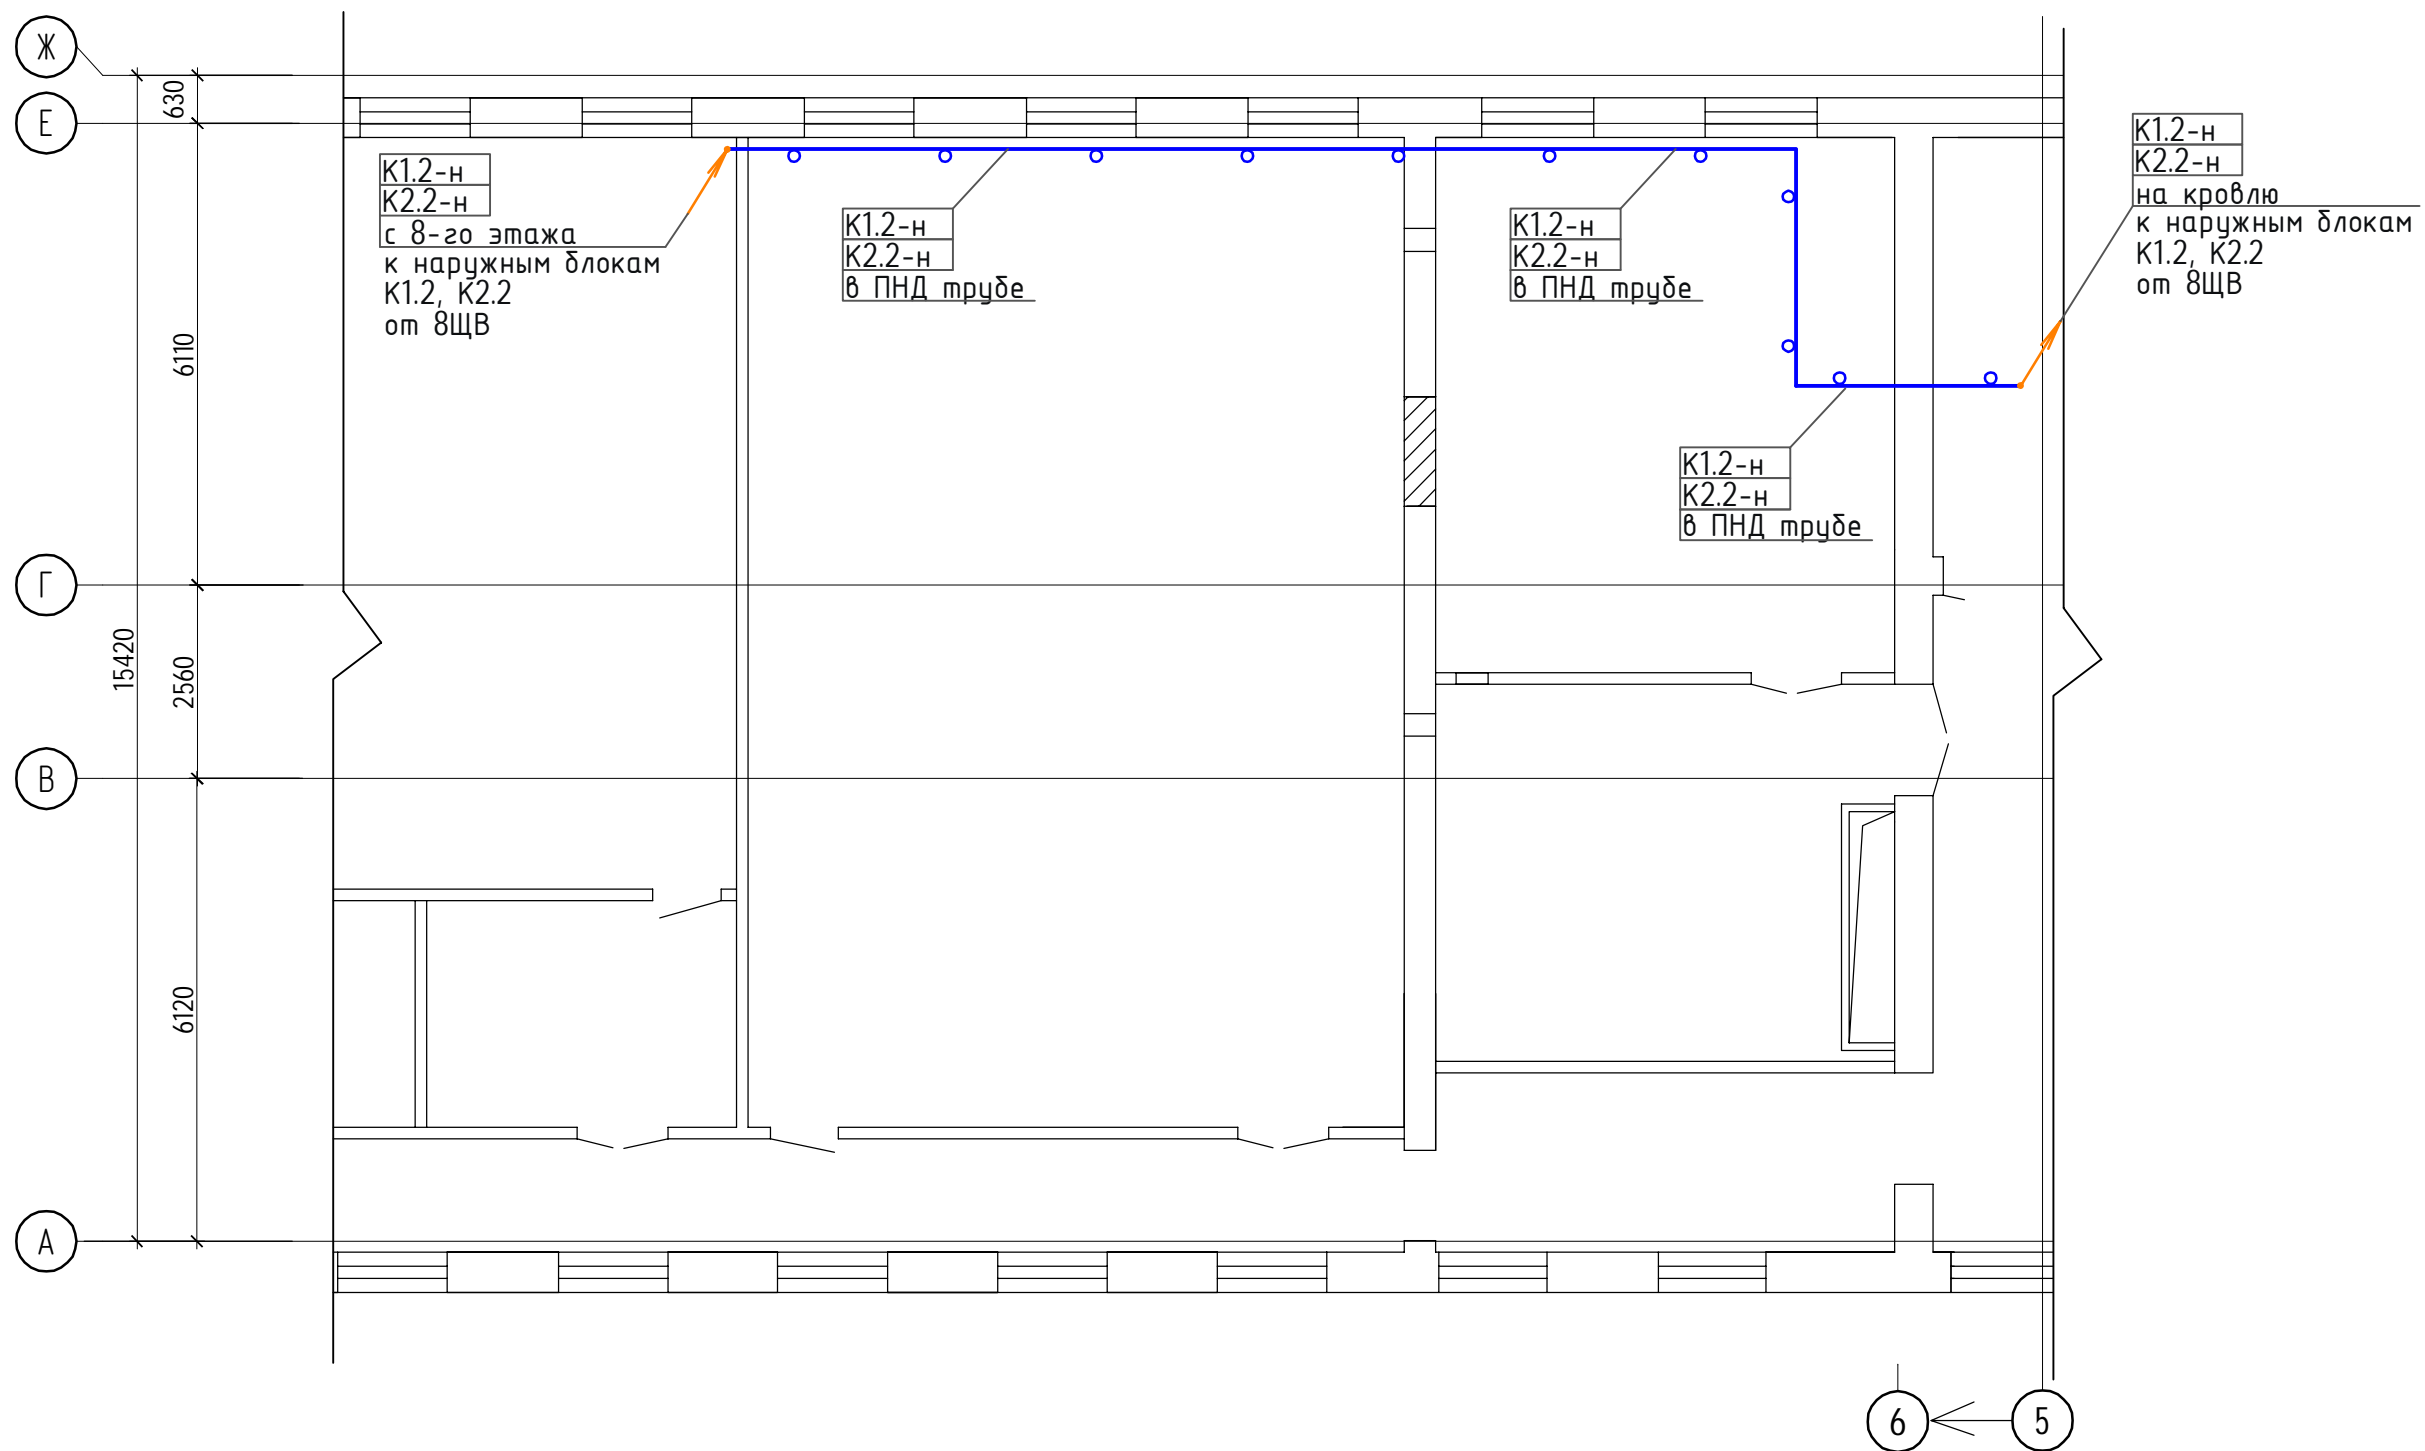 Ж
Е
630
К1.2-н
К2.2-н
с 8-го этажа
к наружным блокам
К1.2, К2.2
от 8ЩВ
К1.2-н
К2.2-н
в ПНД трубе
К1.2-н
К2.2-н
в ПНД трубе
К1.2-н
К2.2-н
на кровлю
к наружным блокам
К1.2, К2.2
от 8ЩВ
6110
К1.2-н
К2.2-н
в ПНД трубе
Г
15420
2560
В
6120
А
6
5